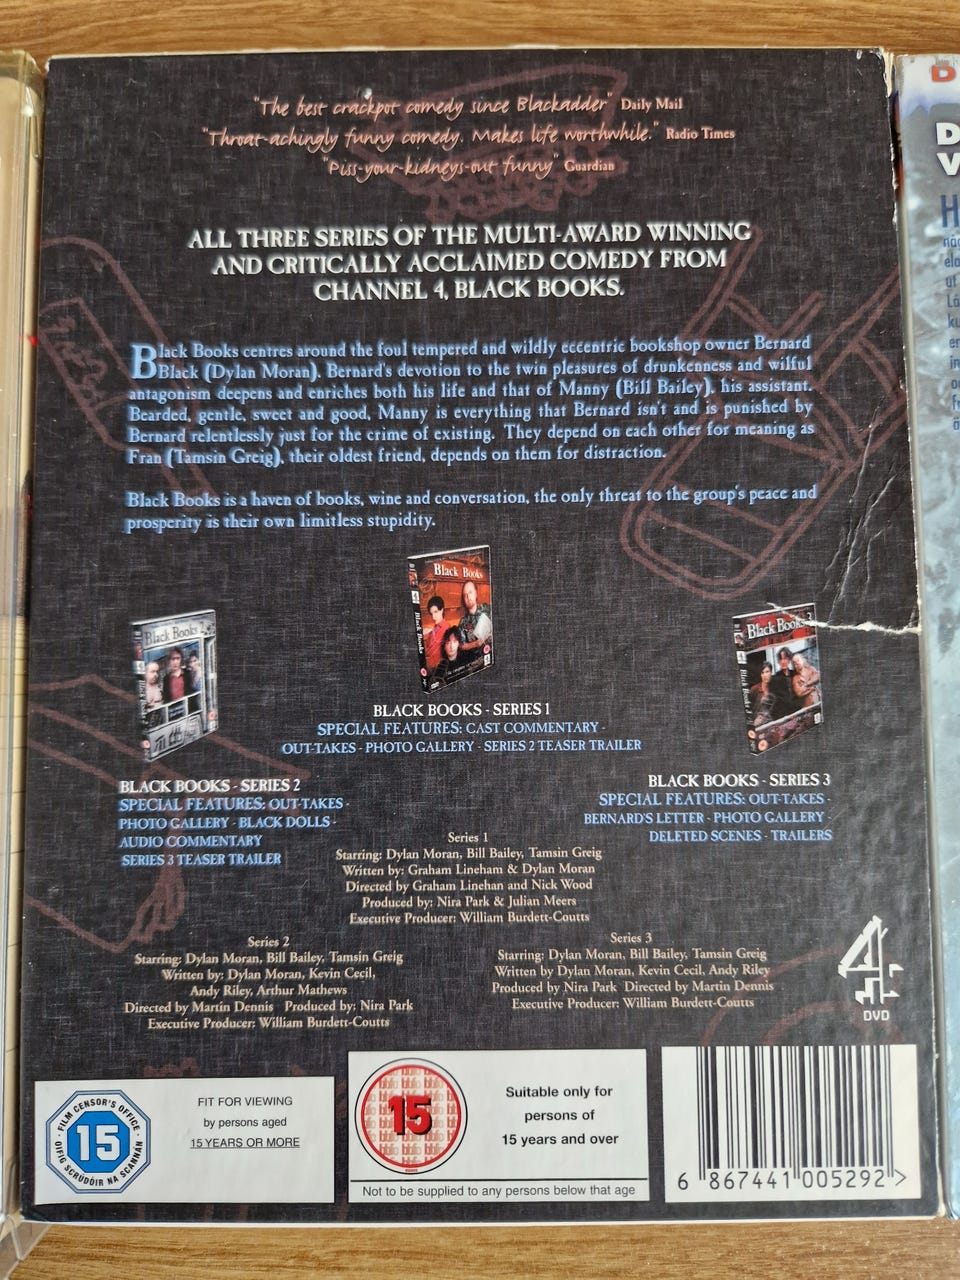 "The best crackpot comedy since Blackadder" Daily Mail
"Throat-achingly funny comedy. Makes life worthwhile." Radio Times
"Piss-your-kidneys-out funny" Guardian
ALL THREE SERIES OF THE MULTI-AWARD WINNING
AND CRITICALLY ACCLAIMED COMEDY FROM
CHANNEL 4, BLACK BOOKS.
Black Books centres around the foul tempered and wildly eccentric bookshop owner Bernard
Black (Dylan Moran). Bernard's devotion to the twin pleasures of drunkenness and wilful
antagonism deepens and enriches both his life and that of Manny (Bill Bailey), his assistant.
Bearded, gentle, sweet and good, Manny is everything that Bernard isn't and is punished by
Bernard relentlessly just for the crime of existing. They depend on each other for meaning as
Fran (Tamsin Greig), their oldest friend, depends on them for distraction.
Black Books is a haven of books, wine and conversation, the only threat to the group's peace and
prosperity is their own limitless stupidity.
Black Books
Black Books
Black Books 2
Black Books 3
Black Books 3
BLACK BOOKS - SERIES 1
SPECIAL FEATURES: CAST COMMENTARY -
OUT-TAKES - PHOTO GALLERY - SERIES 2 TEASER TRAILER
BLACK BOOKS - SERIES 2
SPECIAL FEATURES: OUT-TAKES -
PHOTO GALLERY - BLACK DOLLS -
AUDIO COMMENTARY
SERIES 3 TEASER TRAILER
BLACK BOOKS - SERIES 3
SPECIAL FEATURES: OUT-TAKES -
BERNARD'S LETTER - PHOTO GALLERY -
DELETED SCENES - TRAILERS
Series 1
Starring: Dylan Moran, Bill Bailey, Tamsin Greig
Written by: Graham Lineham & Dylan Moran
Directed by Graham Linehan and Nick Wood
Produced by: Nira Park & Julian Meers
Executive Producer: William Burdett-Coutts
Series 2
Starring: Dylan Moran, Bill Bailey, Tamsin Greig
Written by: Dylan Moran, Kevin Cecil,
Andy Riley, Arthur Mathews
Directed by Martin Dennis Produced by: Nira Park
Executive Producer: William Burdett-Coutts
Series 3
Starring: Dylan Moran, Bill Bailey, Tamsin Greig
Written by Dylan Moran, Kevin Cecil, Andy Riley
Produced by Nira Park Directed by Martin Dennis
Executive Producer: William Burdett-Coutts
4
DVD
FILM CENSOR'S OFFICE
15
OIFIG SCRÚDÓIR NA SCANNÁN
FIT FOR VIEWING
by persons aged
15 YEARS OR MORE
15
Suitable only for
persons of
15 years and over
Not to be supplied to any persons below that age
6 867441 005292 >